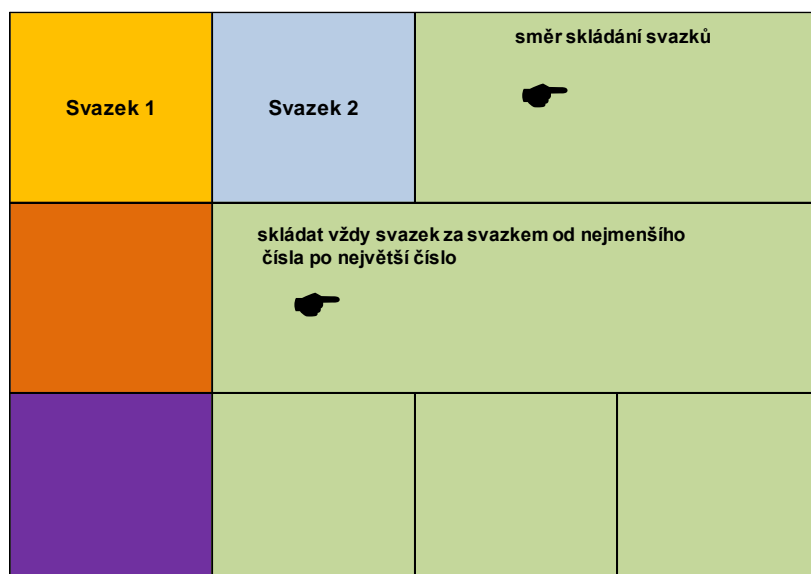 směr skládání svazků
Svazek 1
Svazek 2
skládat vždy svazek za svazkem od nejmenšího
čísla po největší číslo